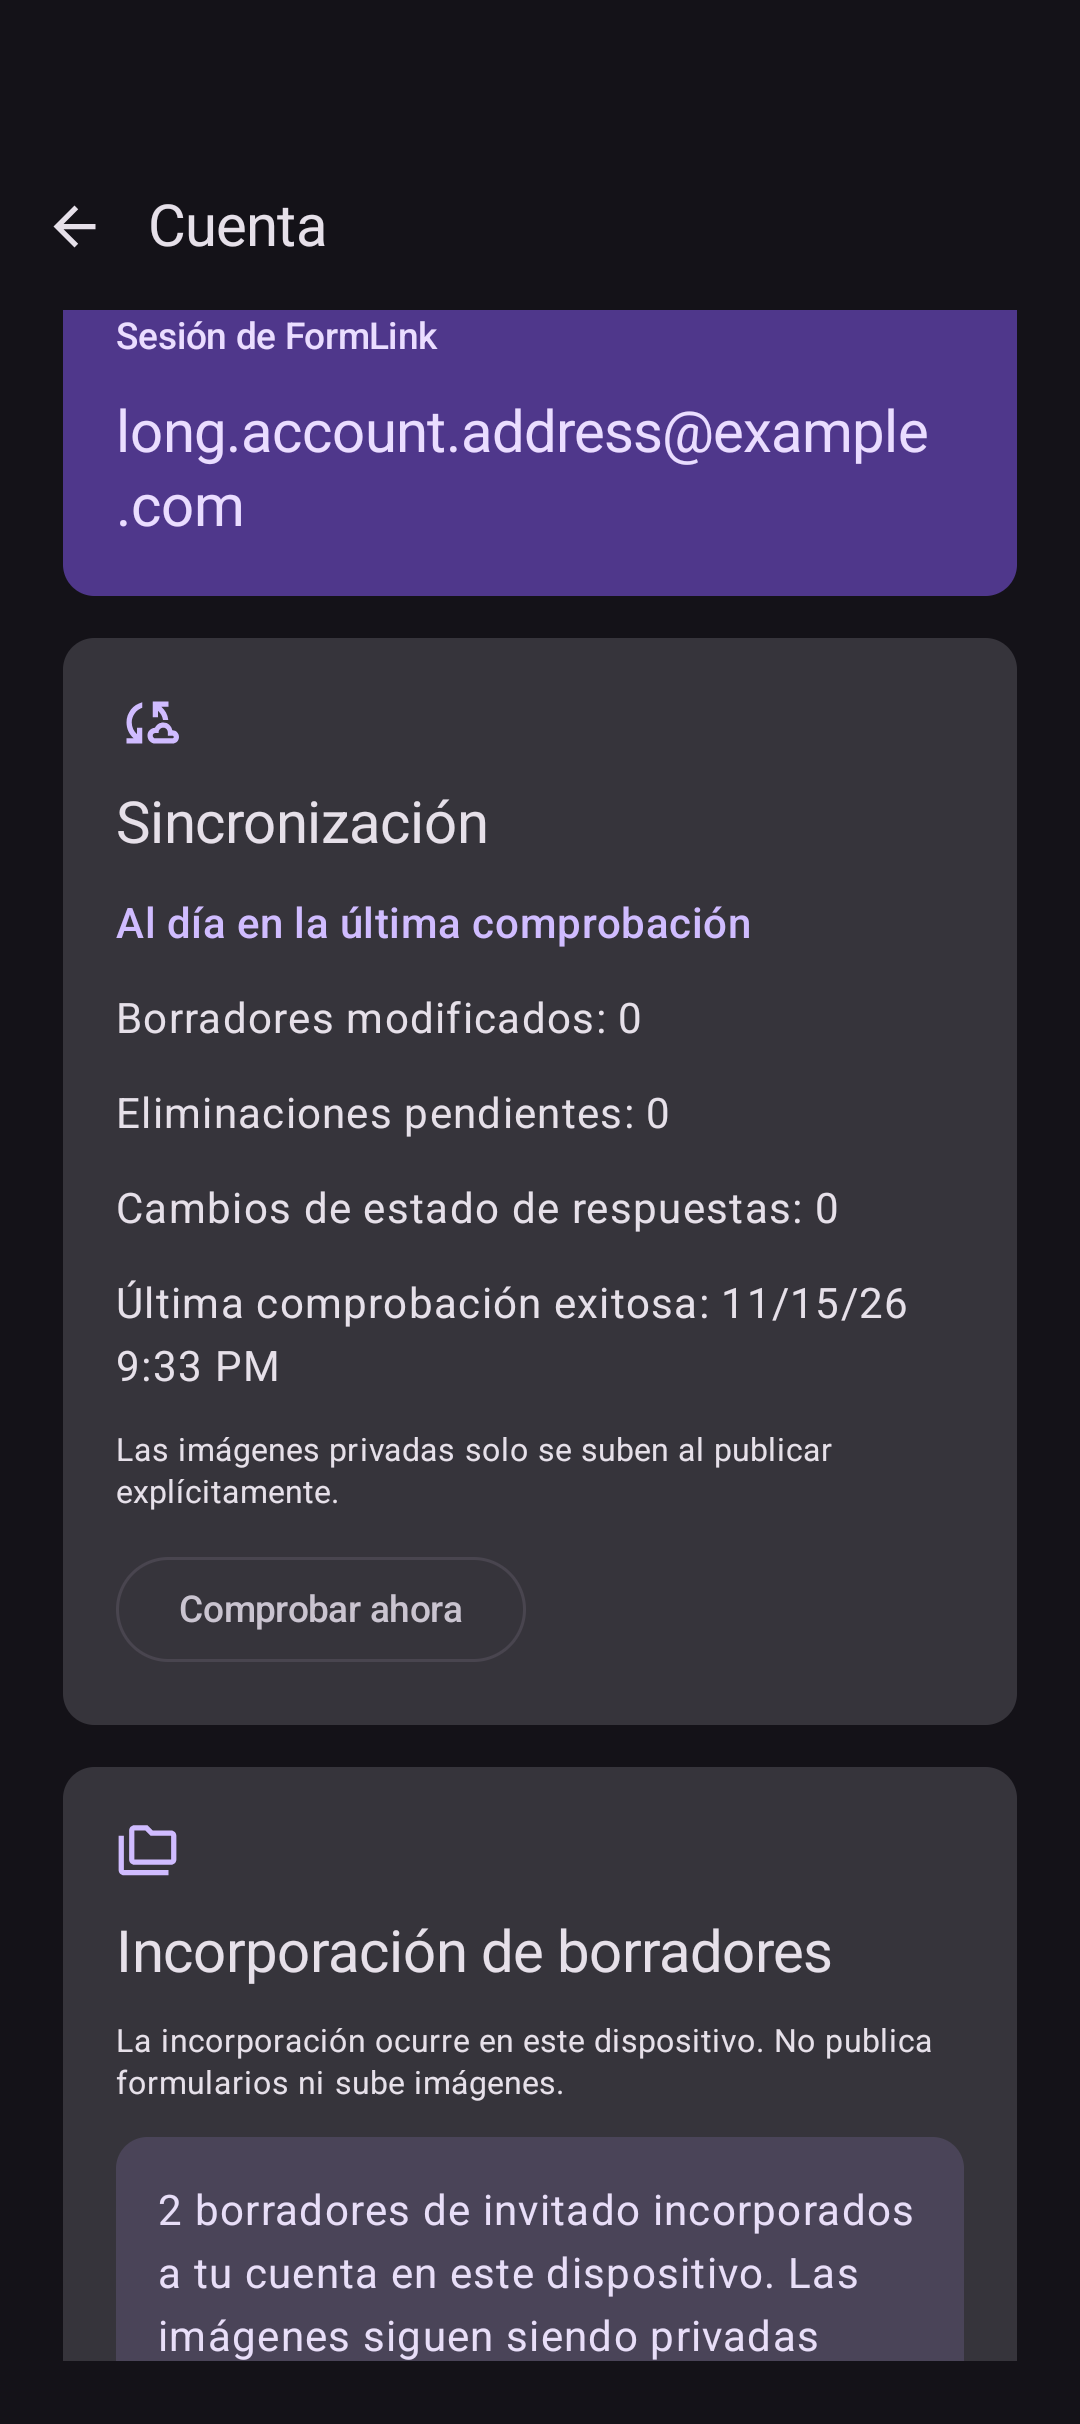 Cuenta
Sesión de FormLink
long.account.address@example
.com
Sincronización
Al día en la última comprobación
Borradores modificados: 0
Eliminaciones pendientes: 0
Cambios de estado de respuestas: 0
Última comprobación exitosa: 11/15/26
9:33 PM
Las imágenes privadas solo se suben al publicar
explícitamente.
Comprobar ahora
Incorporación de borradores
La incorporación ocurre en este dispositivo. No publica
formularios ni sube imágenes.
2 borradores de invitado incorporados
a tu cuenta en este dispositivo. Las
imágenes siguen siendo privadas